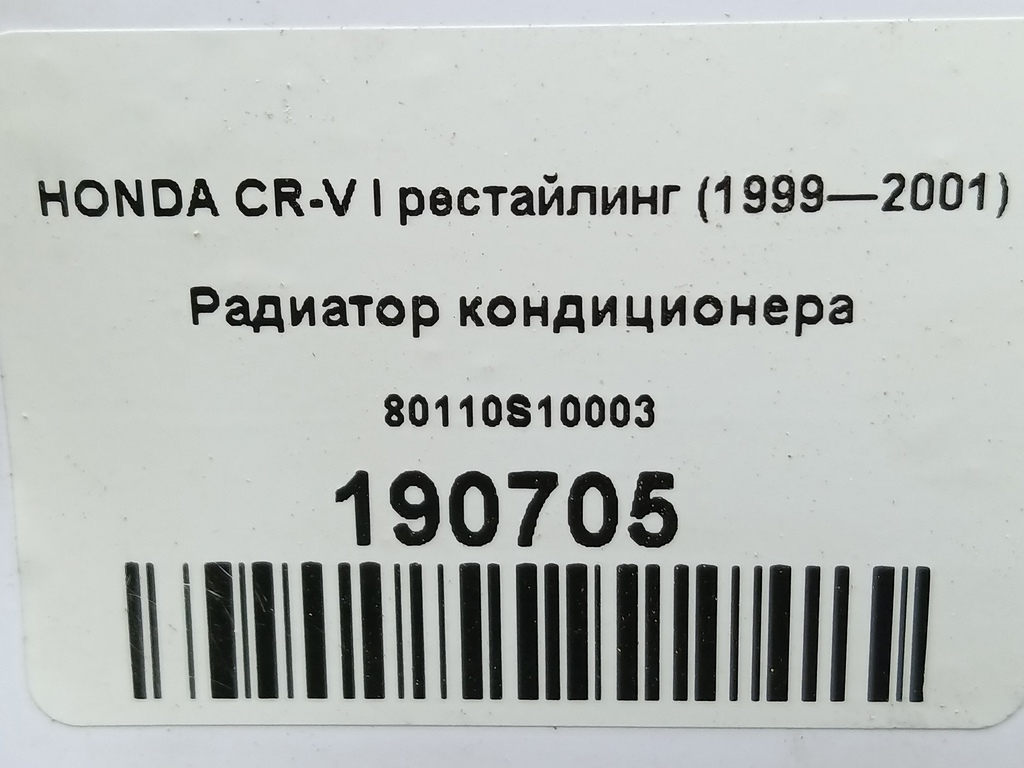 HONDA CR-V I рестайлинг (1999—2001)
Радиатор кондиционера
80110S10003
190705